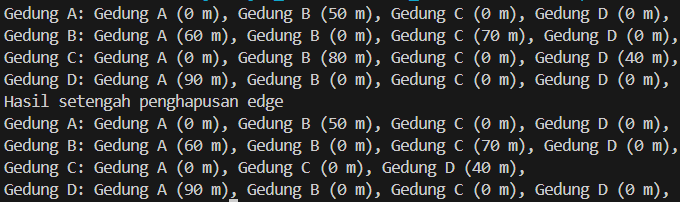 Gedung A: Gedung A (0 m), Gedung B (50 m), Gedung C (0 m), Gedung D (0 m),
Gedung B: Gedung A (60 m), Gedung B (0 m), Gedung C (70 m), Gedung D (0 m),
Gedung C: Gedung A (0 m), Gedung B (80 m), Gedung C (0 m), Gedung D (40 m),
Gedung D: Gedung A (90 m), Gedung B (0 m), Gedung C (0 m), Gedung D (0 m),
Hasil setengah penghapusan edge
Gedung A: Gedung A (0 m), Gedung B (50 m), Gedung C (0 m), Gedung D (0 m),
Gedung B: Gedung A (60 m), Gedung B (0 m), Gedung C (70 m), Gedung D (0 m),
Gedung C: Gedung A (0 m), Gedung C (0 m), Gedung D (40 m),
Gedung D: Gedung A (90 m), Gedung B (0 m), Gedung C (0 m), Gedung D (0 m),